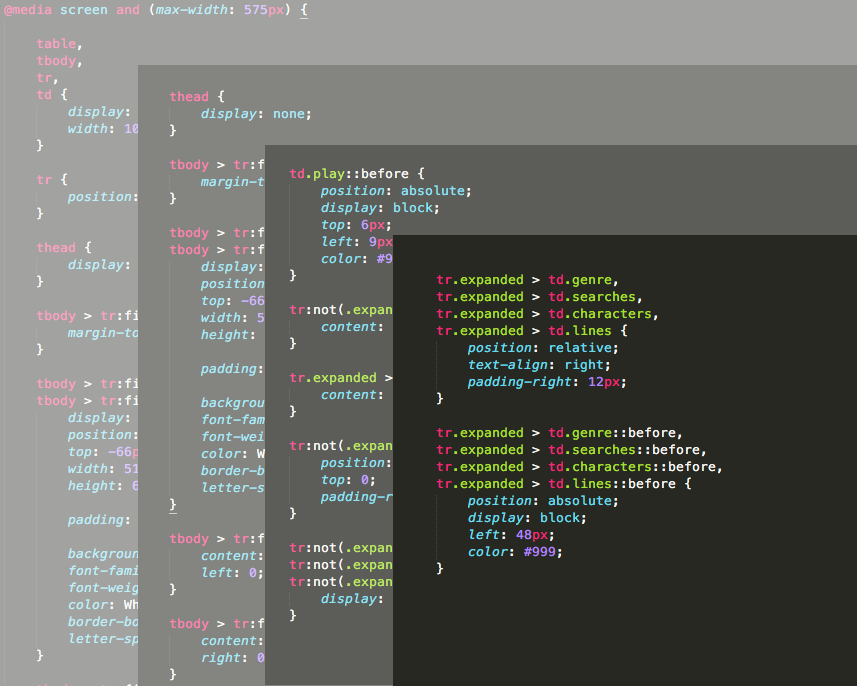 @media screen and (max-width: 575px) {
table,
tbody,
tr,
td {
display:
width: 10
}
tr {
position:
}
thead {
display:
}
tbody > tr:fi
margin-to
}
tbody > tr:fi
tbody > tr:fi
display:
position:
top: -66p
width: 51
height: 6
padding:
backgroun
font-fami
font-weig
color: Wh
border-bo
letter-sp
}
thead {
display: none;
}
tbody > tr:f
margin-t
}
tbody > tr:f
tbody > tr:f
display:
position
top: -66
width: 5
height:
padding:
backgrou
font-fam
font-wei
color: W
border-b
letter-s
}
tbody > tr:f
content:
left: 0;
}
tbody > tr:f
content:
right: 0
}
td.play::before {
position: absolute;
display: block;
top: 6px;
left: 9px
color: #9
}
tr:not(.expan
content:
}
tr.expanded >
content:
}
tr:not(.expan
position:
top: 0;
padding-r
}
tr:not(.expan
tr:not(.expan
tr:not(.expan
display:
}
tr.expanded > td.genre,
tr.expanded > td.searches,
tr.expanded > td.characters,
tr.expanded > td.lines {
position: relative;
text-align: right;
padding-right: 12px;
}
tr.expanded > td.genre::before,
tr.expanded > td.searches::before,
tr.expanded > td.characters::before,
tr.expanded > td.lines::before {
position: absolute;
display: block;
left: 48px;
color: #999;
}